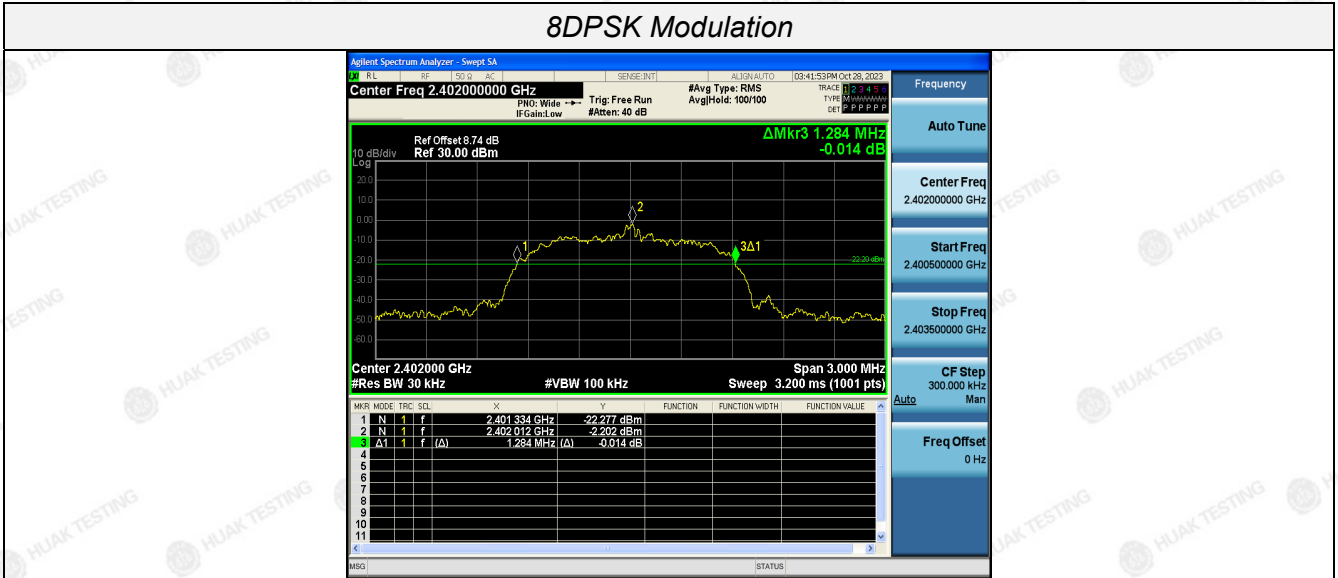 8DPSK Modulation
Agilent Spectrum Analyzer - Swept SA
RL RF 50 Ω AC SENSE:INT ALIGNAUTO 03:41:53PM Oct 28, 2023
Center Freq 2.402000000 GHz
#Avg Type: RMS
TRACE 1 2 3 4 5 6
PNO: Wide Trig: Free Run Avg|Hold: 100/100 TYPE M WWWWW
IFGain:Low #Atten: 40 dB DET P P P P P P
ΔMkr3 1.284 MHz
-0.014 dB
Ref Offset 8.74 dB
10 dB/div Ref 30.00 dBm
Log
20.0
10.0
0.00
-10.0
-20.0
-30.0
-40.0
-50.0
-60.0
1
2
3Δ1
-22.20 dBm
Center 2.402000 GHz Span 3.000 MHz
#Res BW 30 kHz #VBW 100 kHz Sweep 3.200 ms (1001 pts)
MKR MODE TRC SCL X Y FUNCTION FUNCTION WIDTH FUNCTION VALUE
1 N 1 f 2.401 334 GHz -22.277 dBm
2 N 1 f 2.402 012 GHz -2.202 dBm
3 Δ1 1 f (Δ) 1.284 MHz (Δ) -0.014 dB
4
5
6
7
8
9
10
11
MSG STATUS
Frequency
Auto Tune
Center Freq
2.402000000 GHz
Start Freq
2.400500000 GHz
Stop Freq
2.403500000 GHz
CF Step
300.000 kHz
Auto Man
Freq Offset
0 Hz
HUAK TESTING